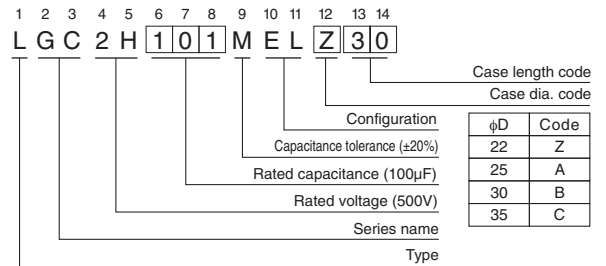 1 2 3 4 5 6 7 8 9 10 11 12 13 14
L G C 2 H 1 0 1 M E L Z 3 0
Case length code
Case dia. code
Configuration
Capacitance tolerance (±20%)
Rated capacitance (100µF)
Rated voltage (500V)
Series name
Type
ϕD Code
22 Z
25 A
30 B
35 C